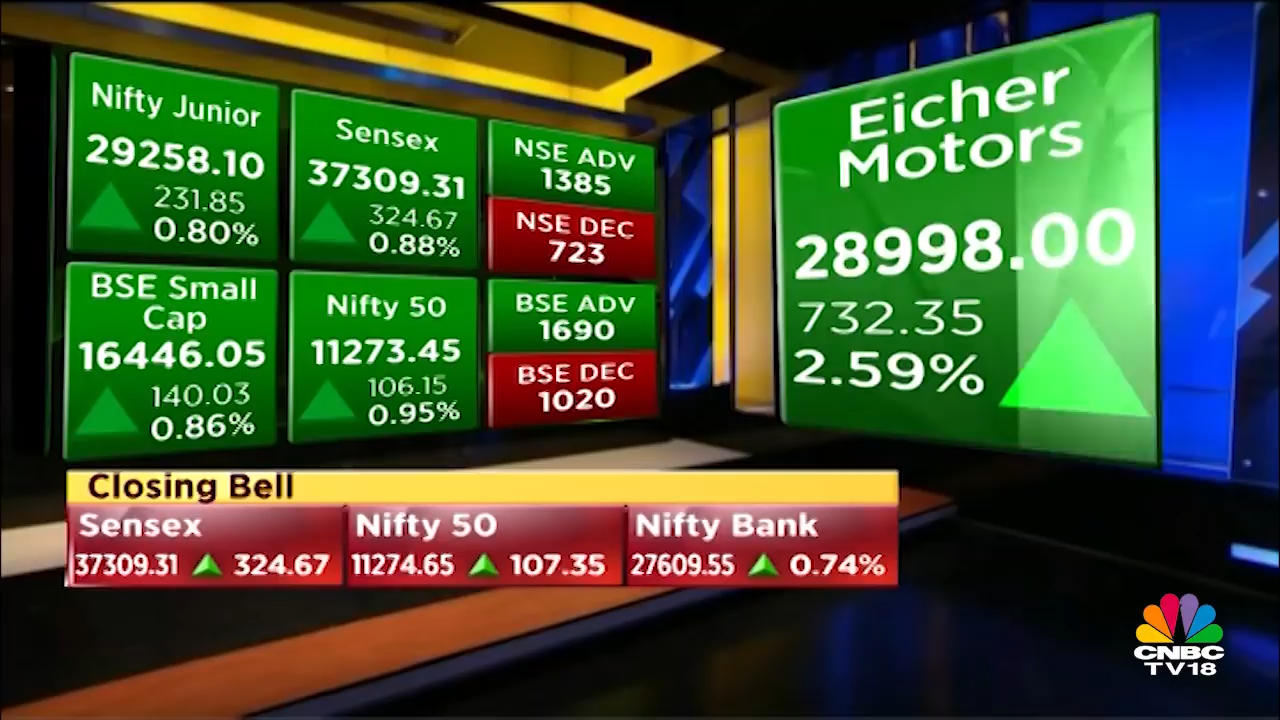 Nifty Junior
29258.10
231.85
0.80%
Sensex
37309.31
324.67
0.88%
NSE ADV
1385
NSE DEC
723
BSE Small
Cap
16446.05
140.03
0.86%
Nifty 50
11273.45
106.15
0.95%
BSE ADV
1690
BSE DEC
1020
Eicher
Motors
28998.00
732.35
2.59%
Closing Bell
Sensex
37309.31 324.67
Nifty 50
11274.65 107.35
Nifty Bank
27609.55 0.74%
CNBC
TV18